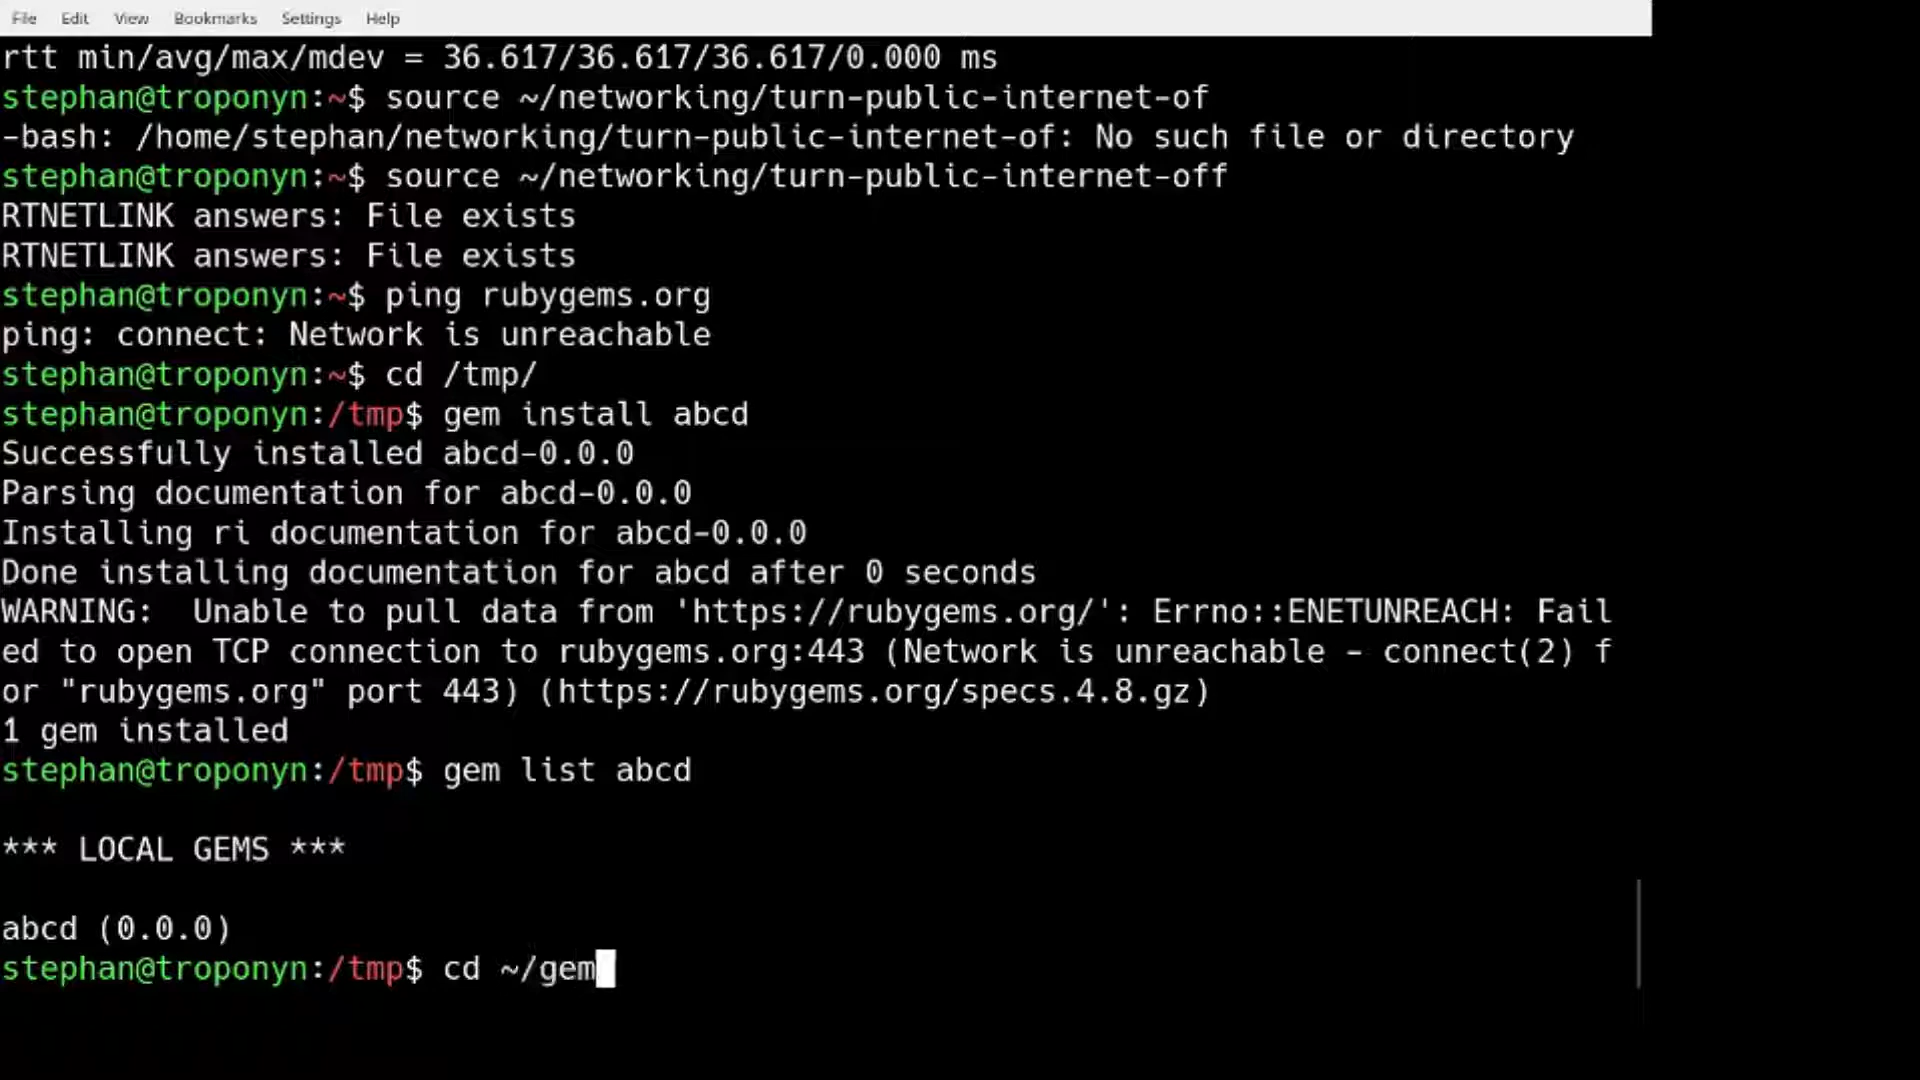 File Edit View Bookmarks Settings Help
rtt min/avg/max/mdev = 36.617/36.617/36.617/0.000 ms
stephan@troponyn:~$ source ~/networking/turn-public-internet-of
-bash: /home/stephan/networking/turn-public-internet-of: No such file or directory
stephan@troponyn:~$ source ~/networking/turn-public-internet-off
RTNETLINK answers: File exists
RTNETLINK answers: File exists
stephan@troponyn:~$ ping rubygems.org
ping: connect: Network is unreachable
stephan@troponyn:~$ cd /tmp/
stephan@troponyn:/tmp$ gem install abcd
Successfully installed abcd-0.0.0
Parsing documentation for abcd-0.0.0
Installing ri documentation for abcd-0.0.0
Done installing documentation for abcd after 0 seconds
WARNING:  Unable to pull data from 'https://rubygems.org/': Errno::ENETUNREACH: Fail
ed to open TCP connection to rubygems.org:443 (Network is unreachable - connect(2) f
or "rubygems.org" port 443) (https://rubygems.org/specs.4.8.gz)
1 gem installed
stephan@troponyn:/tmp$ gem list abcd
*** LOCAL GEMS ***
abcd (0.0.0)
stephan@troponyn:/tmp$ cd ~/gem